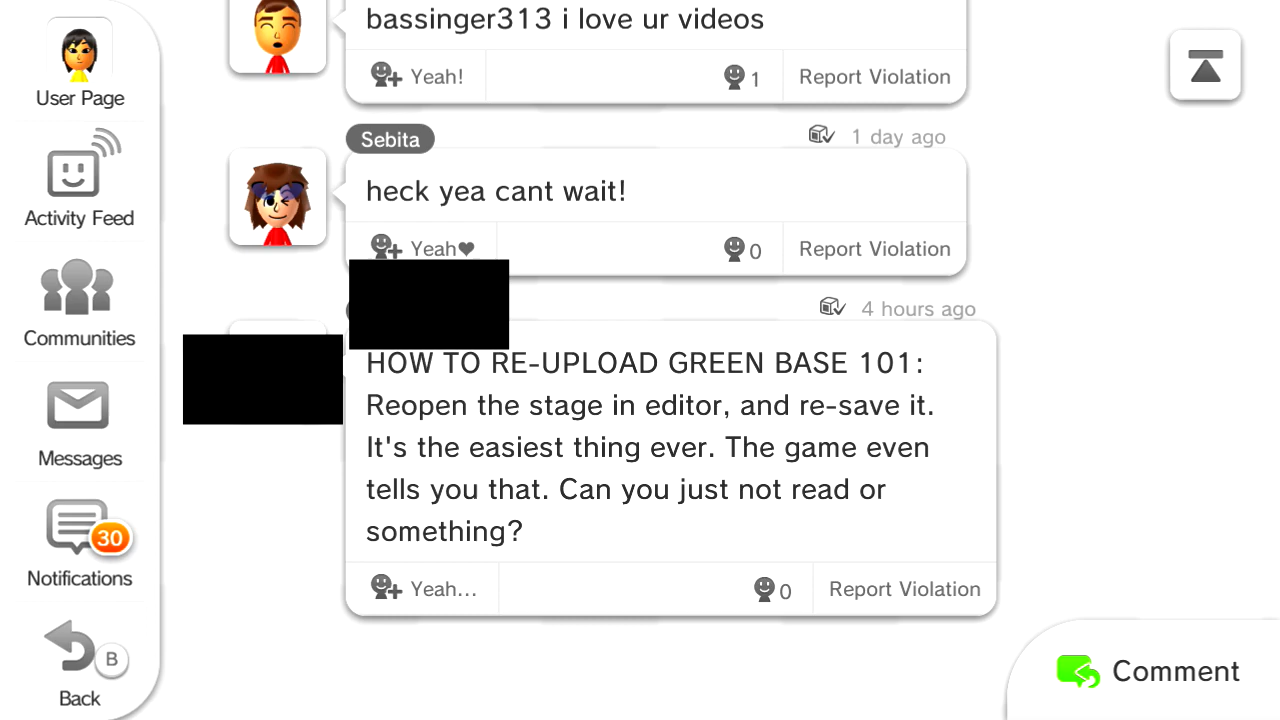 bassinger313 i love ur videos
Yeah!
1
Report Violation
User Page
Sebita
1 day ago
heck yea cant wait!
Activity Feed
Yeah♥
0
Report Violation
4 hours ago
Communities
HOW TO RE-UPLOAD GREEN BASE 101:
Reopen the stage in editor, and re-save it.
It's the easiest thing ever. The game even
tells you that. Can you just not read or
something?
Messages
30
Notifications
Yeah...
0
Report Violation
B
Back
Comment